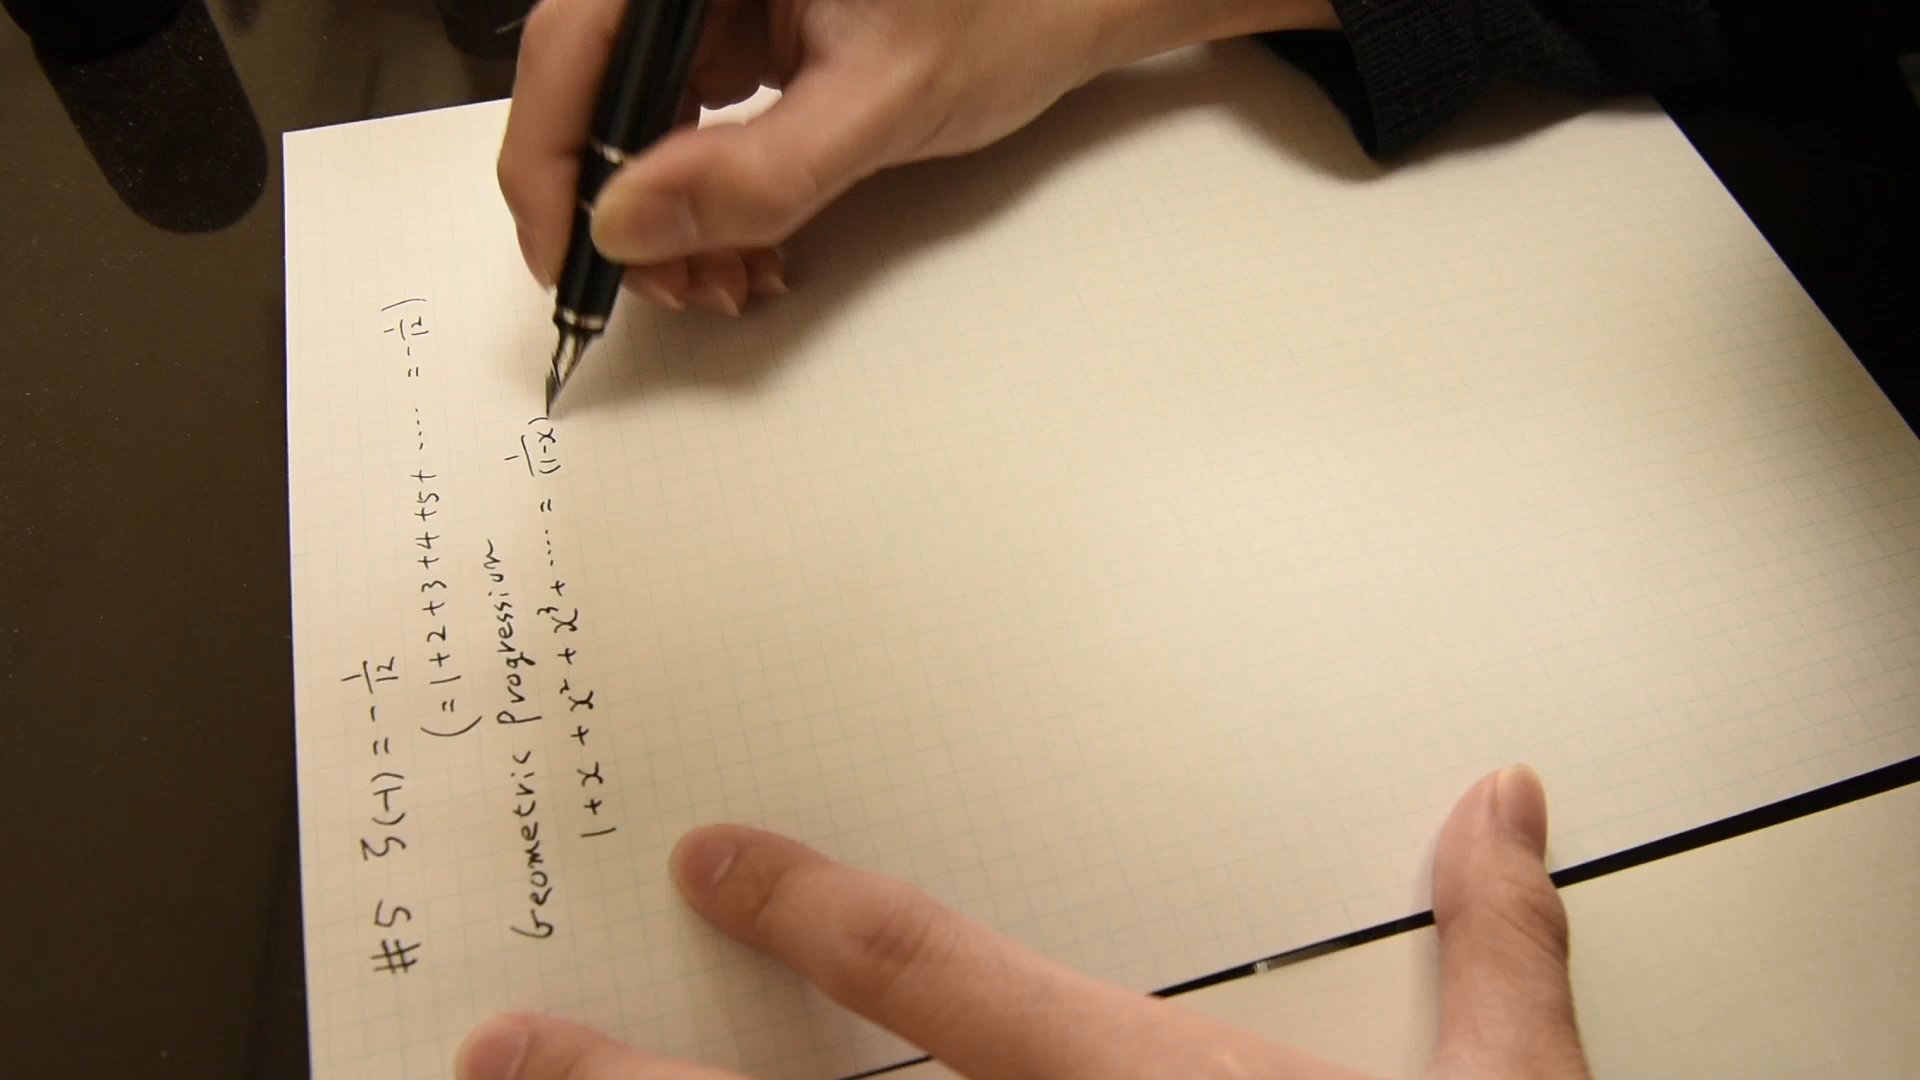 #5 ζ(-1) = -1/12
(= 1+2+3+4+5+ ..... = -1/12)
Geometric Progression
1 + x + x² + x³ + ..... = 1/(1-x)